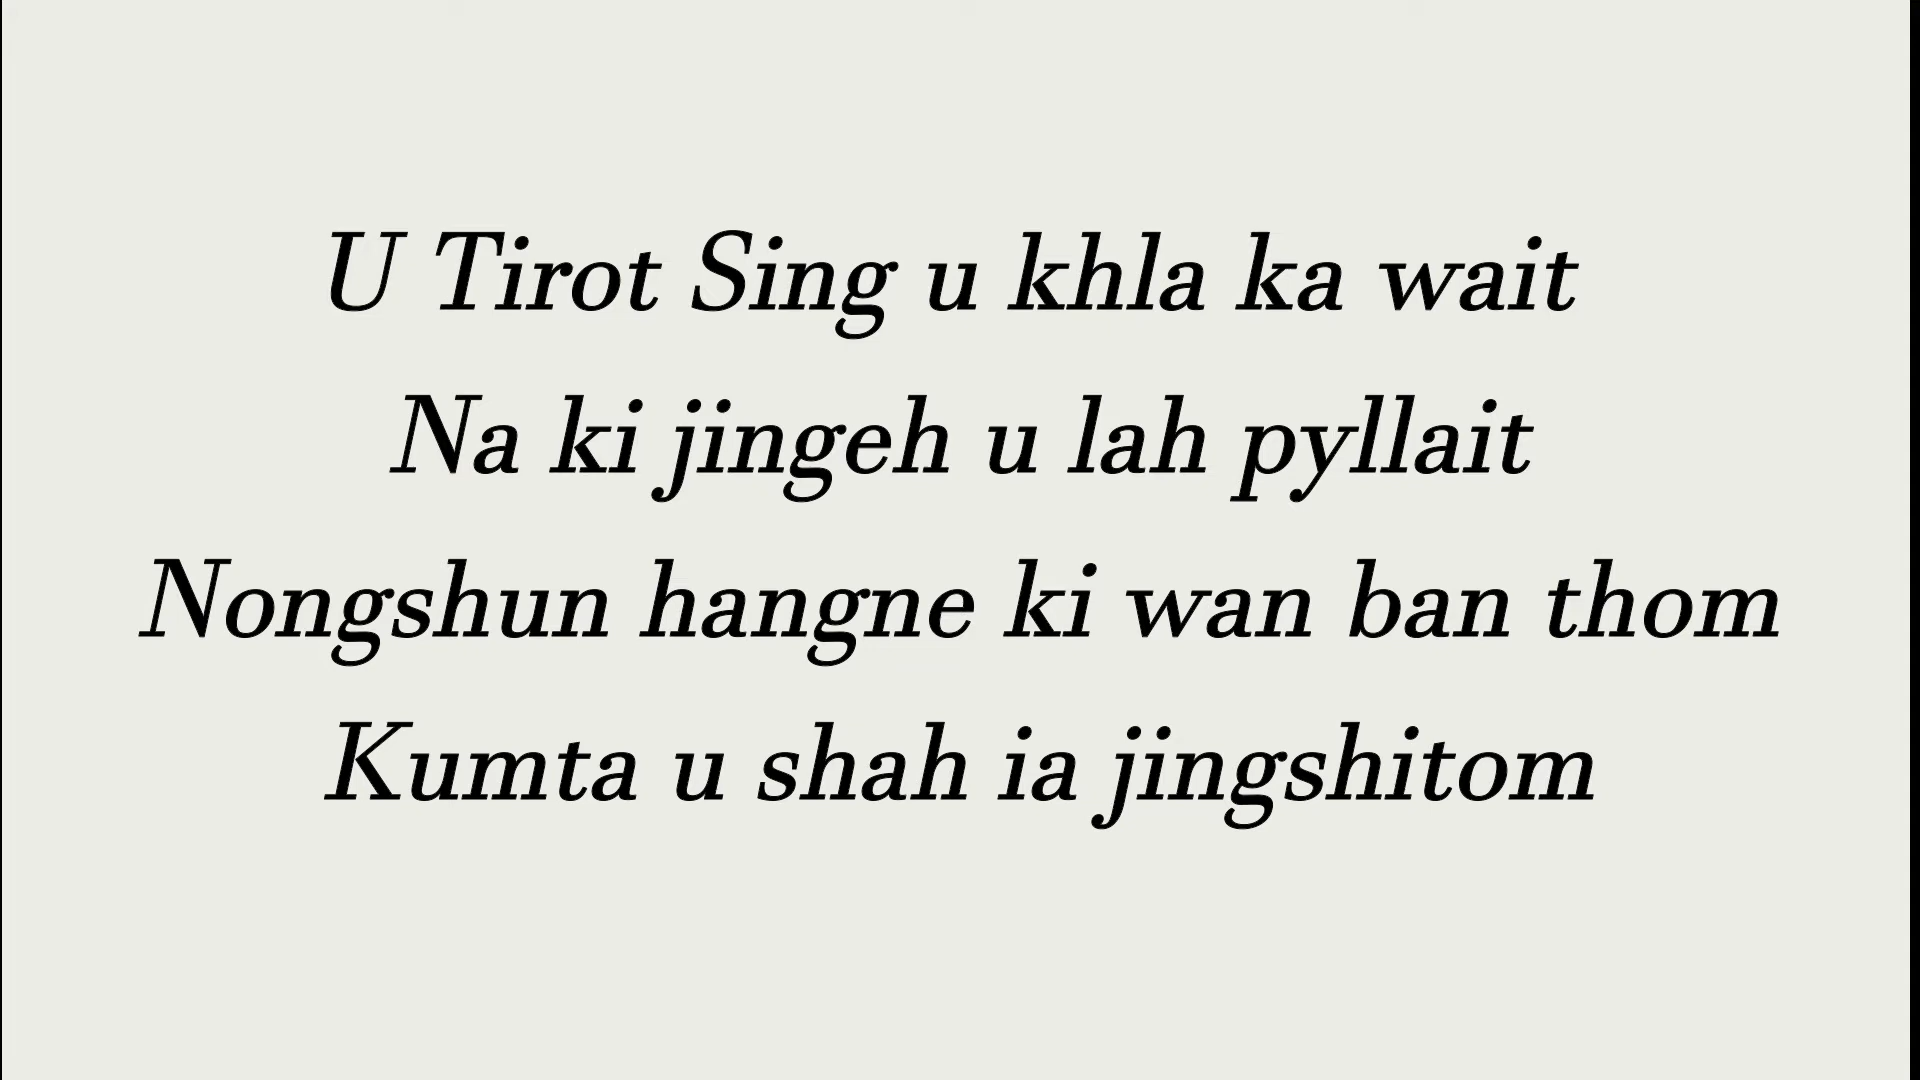 U Tirot Sing u khla ka wait
Na ki jingeh u lah pyllait
Nongshun hangne ki wan ban thom
Kumta u shah ia jingshitom